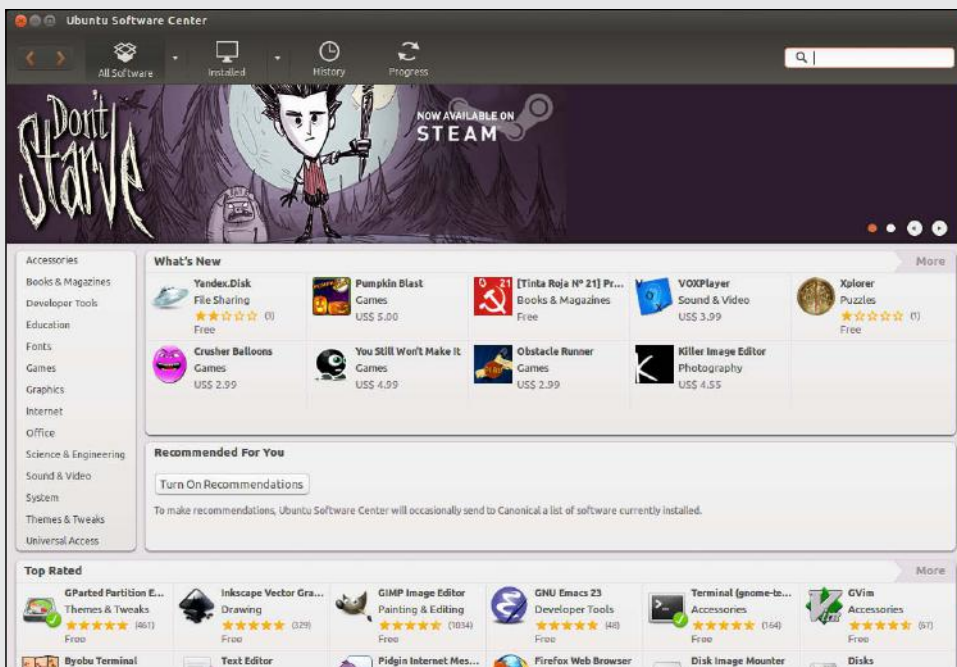 Ubuntu Software Center
All Software
Installed
History
Progress
Don't
Starve
NOW AVAILABLE ON
STEAM
Accessories
Books & Magazines
Developer Tools
Education
Fonts
Games
Graphics
Internet
Office
Science & Engineering
Sound & Video
System
Themes & Tweaks
Universal Access
What's New
More
Yandex.Disk
File Sharing
(3)
Free
Pumpkin Blast
Games
US$ 5.00
[Tinta Roja Nº 21] Pr...
Books & Magazines
Free
VOXPlayer
Sound & Video
US$ 3.99
Xplorer
Puzzles
(1)
Free
Crusher Balloons
Games
US$ 2.99
You Still Won't Make It
Games
US$ 4.99
Obstacle Runner
Games
US$ 2.99
Killer Image Editor
Photography
US$ 4.55
Recommended For You
Turn On Recommendations
To make recommendations, Ubuntu Software Center will occasionally send to Canonical a list of software currently installed.
Top Rated
More
GParted Partition E...
Themes & Tweaks
(461)
Free
Inkscape Vector Gra...
Drawing
(329)
Free
GIMP Image Editor
Painting & Editing
(1034)
Free
GNU Emacs 23
Developer Tools
(48)
Free
Terminal (gnome-te...
Accessories
(164)
Free
GVim
Accessories
(67)
Free
Byobu Terminal
Text Editor
Pidgin Internet Mes...
Firefox Web Browser
Disk Image Mounter
Disks